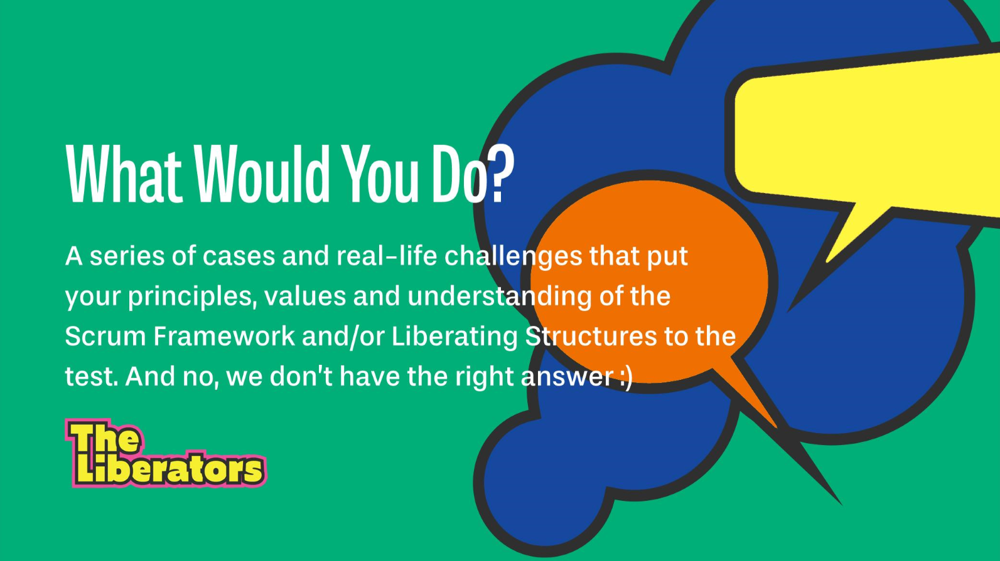 What Would You Do?
A series of cases and real-life challenges that put
your principles, values and understanding of the
Scrum Framework and/or Liberating Structures to the
test. And no, we don't have the right answer :)
The
Liberators